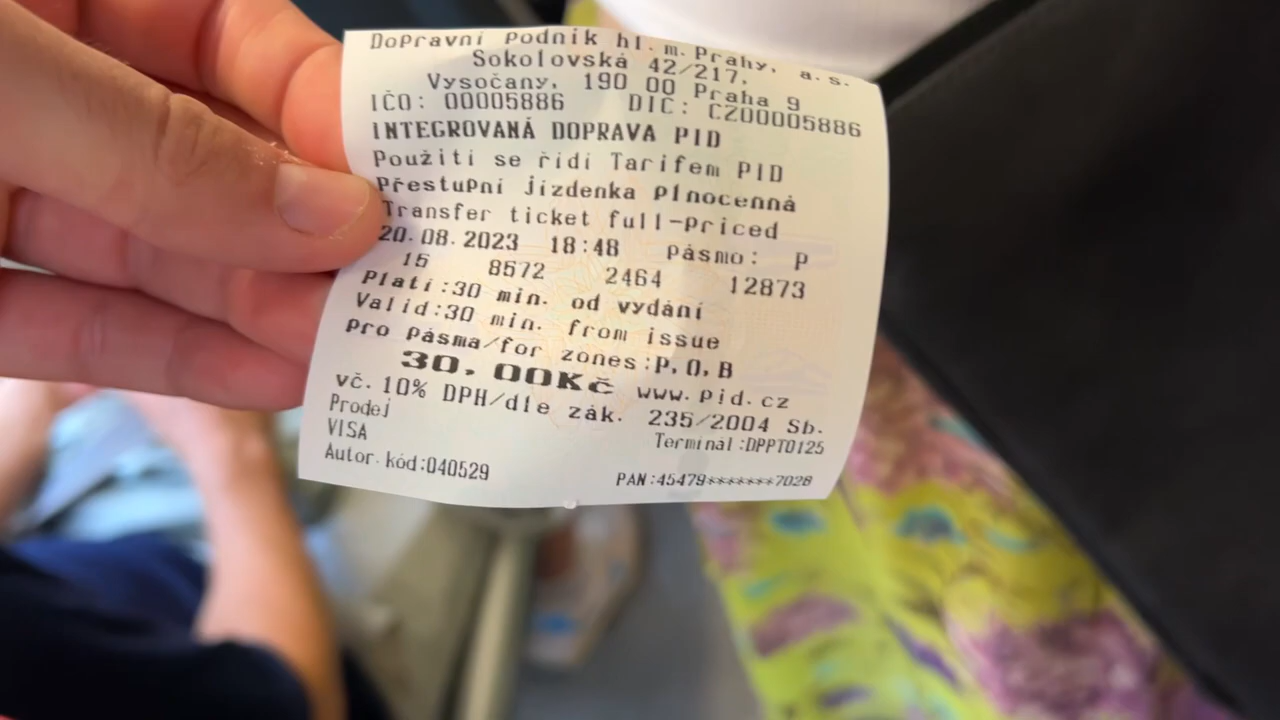 Dopravní podnik hl. m. Prahy, a.s.
Sokolovská 42/217,
Vysočany, 190 00 Praha 9
IČO: 00005886 DIČ: CZ00005886
INTEGROVANÁ DOPRAVA PID
Použití se řídí Tarifem PID
Přestupní jízdenka plnocenná
Transfer ticket full-priced
20.08.2023 18:48 pásmo: P
15 8572 2464 12873
Platí:30 min. od vydání
Valid:30 min. from issue
pro pásma/for zones:P,0,B
30,00Kč www.pid.cz
vč. 10% DPH/dle zák. 235/2004 Sb.
Prodej Terminál:DPPT0125
VISA
Autor.kód:040529 PAN:45479*******7028